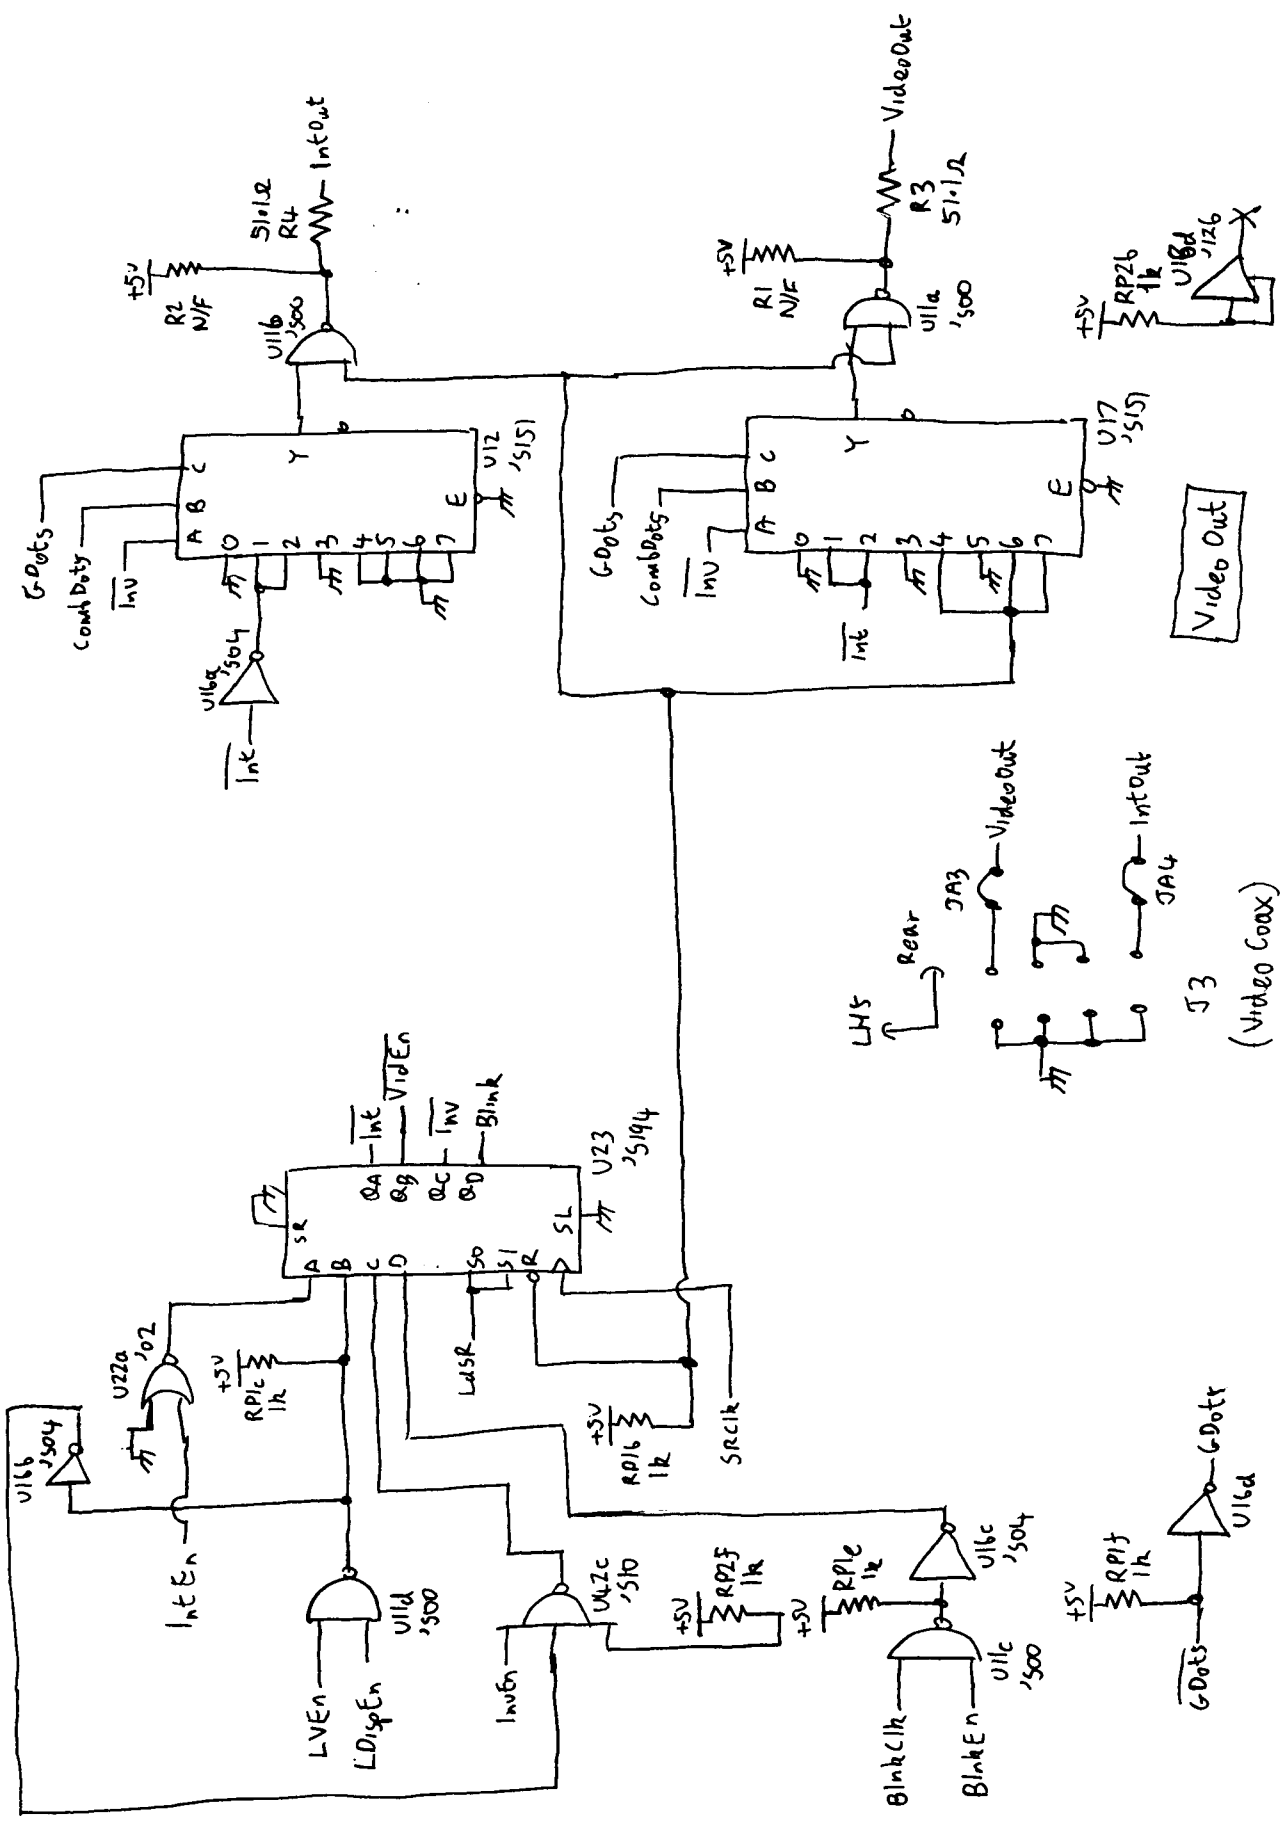 U16b
'S04
U22a
'02
IntEn
+5V
RP1c
1k
LVEn
LDispEn
U11d
'S00
InvEn
U42c
'S10
+5V
RP2f
1k
+5V
RP1e
1k
BlnkClk
BlnkEn
U11c
'S00
U16c
'S04
+5V
RP1f
1k
GDots
U16d
GDots
LdSR
+5V
RP1b
1k
SRClk
SR
A
B
C
D
S0
S1
R
SL
QA
QB
QC
QD
Int
VidEn
Inv
Blink
U23
'S194
LHS
Rear
JA3
VideoOut
JA4
IntOut
J3
(Video Coax)
Int
U16a
'S04
GDots
CombDots
Inv
A B C
0
1
2
3
4
5
6
7
Y
E
U12
'S151
U11b
'S00
+5V
R2
N/F
51.1Ω
R4
IntOut
GDots
CombDots
Inv
Int
A B C
0
1
2
3
4
5
6
7
Y
E
U17
'S151
U11a
'S00
+5V
R1
N/F
R3
51.1Ω
VideoOut
+5V
RP2b
1k
'126
Video Out